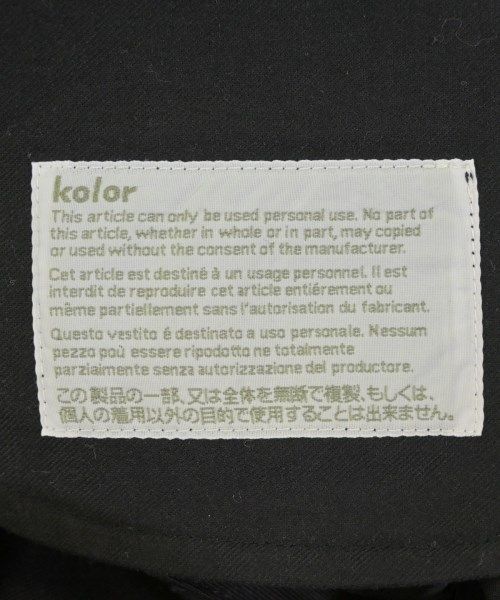 kolor
This article can only be used personal use. No part of
this article, whether in whole or in part, may copied
or used without the consent of the manufacturer.
Cet article est destiné à un usage personnel. Il est
interdit de reproduire cet article entiérement ou
même partiellement sans l'autorisation du fabricant.
Questo vestito é destinato a uso personale. Nessum
pezzo poù essere ripodotto ne totalmente
parzialmente senza autorizzazione del produttore.
この製品の一部、又は全体を無断で複製、もしくは、
個人の着用以外の目的で使用することは出来ません。